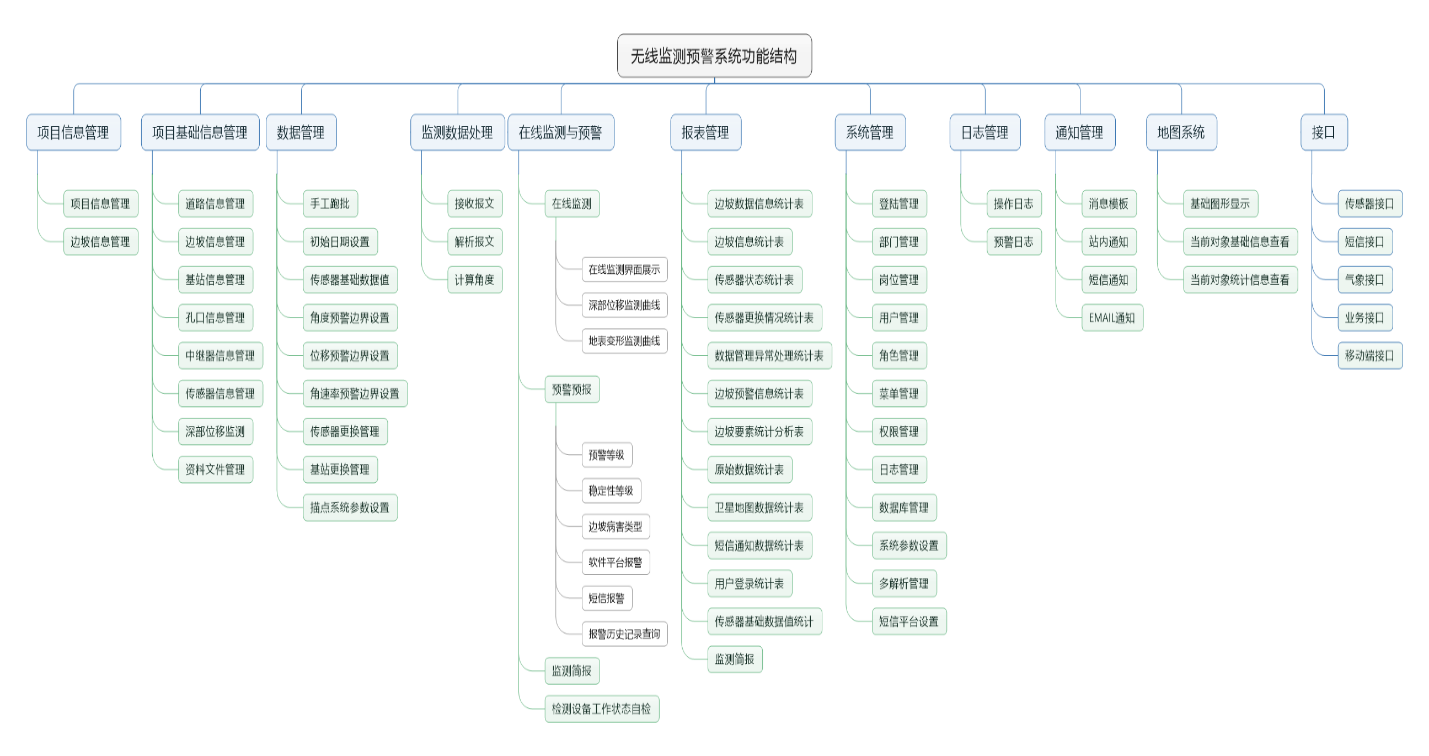 无线监测预警系统功能结构
项目信息管理
项目信息管理
边坡信息管理
项目基础信息管理
道路信息管理
边坡信息管理
基站信息管理
孔口信息管理
中继器信息管理
传感器信息管理
深部位移监测
资料文件管理
数据管理
手工跑批
初始日期设置
传感器基础数据值
角度预警边界设置
位移预警边界设置
角速率预警边界设置
传感器更换管理
基站更换管理
描点系统参数设置
监测数据处理
接收报文
解析报文
计算角度
在线监测与预警
在线监测
在线监测界面展示
深部位移监测曲线
地表变形监测曲线
预警预报
预警等级
稳定性等级
边坡病害类型
软件平台报警
短信报警
报警历史记录查询
监测简报
检测设备工作状态自检
报表管理
边坡数据信息统计表
边坡信息统计表
传感器状态统计表
传感器更换情况统计表
数据管理异常处理统计表
边坡预警信息统计表
边坡要素统计分析表
原始数据统计表
卫星地图数据统计表
短信通知数据统计表
用户登录统计表
传感器基础数据值统计
监测简报
系统管理
登陆管理
部门管理
岗位管理
用户管理
角色管理
菜单管理
权限管理
日志管理
数据库管理
系统参数设置
多解析管理
短信平台设置
日志管理
操作日志
预警日志
通知管理
消息模板
站内通知
短信通知
EMAIL通知
地图系统
基础图形显示
当前对象基础信息查看
当前对象统计信息查看
接口
传感器接口
短信接口
气象接口
业务接口
移动端接口